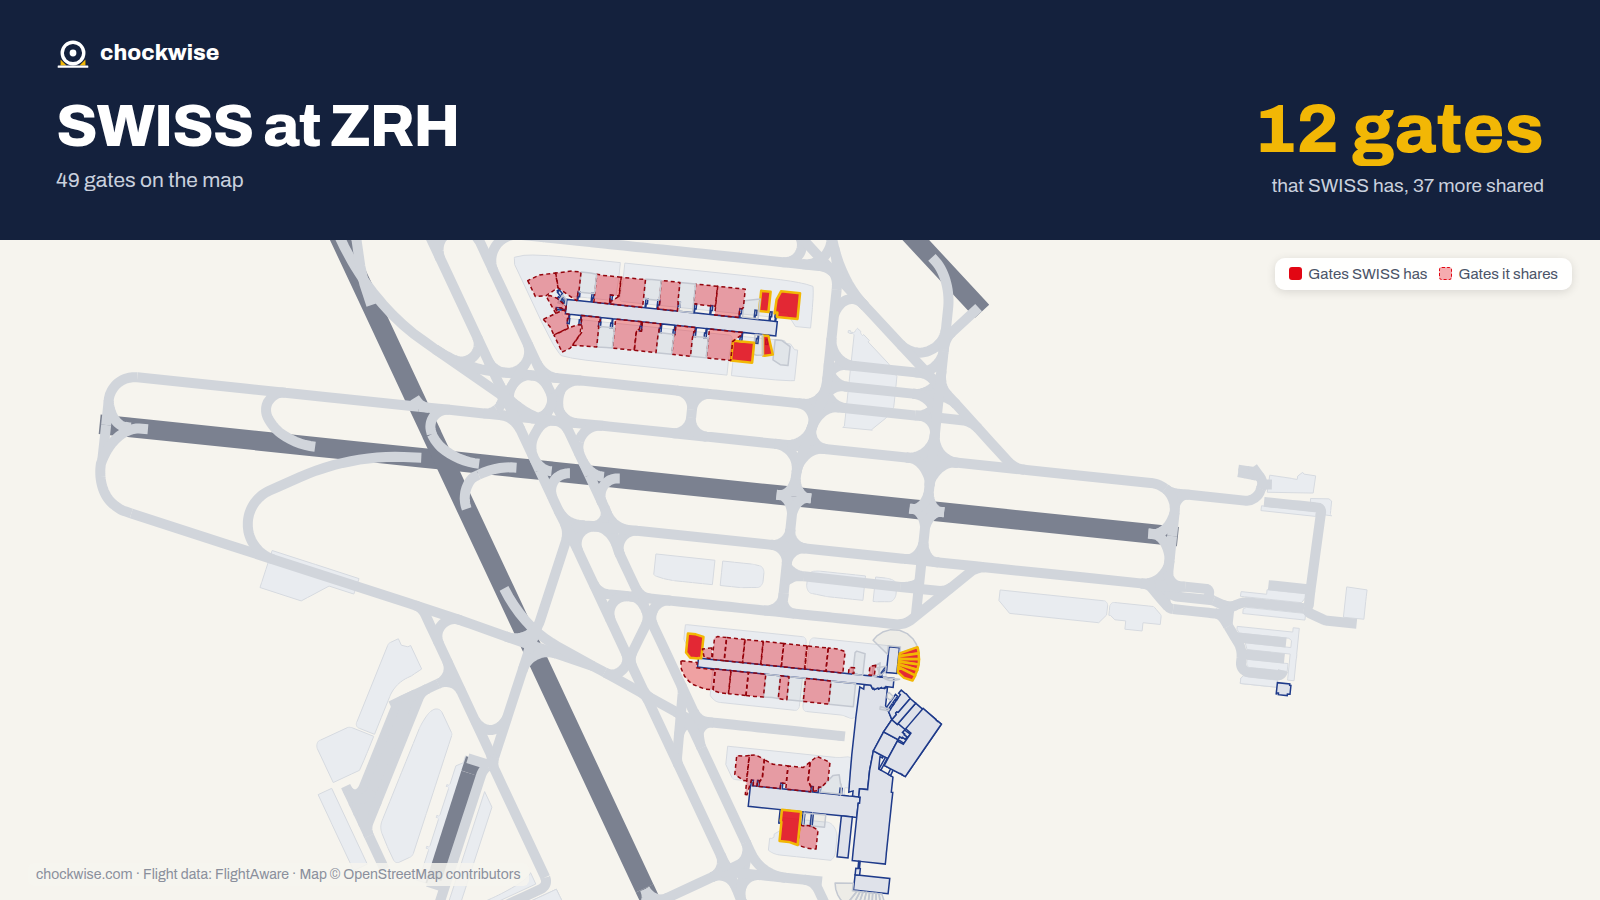 chockwise
SWISS at ZRH
49 gates on the map
12 gates
that SWISS has, 37 more shared
Gates SWISS has
Gates it shares
chockwise.com · Flight data: FlightAware · Map © OpenStreetMap contributors